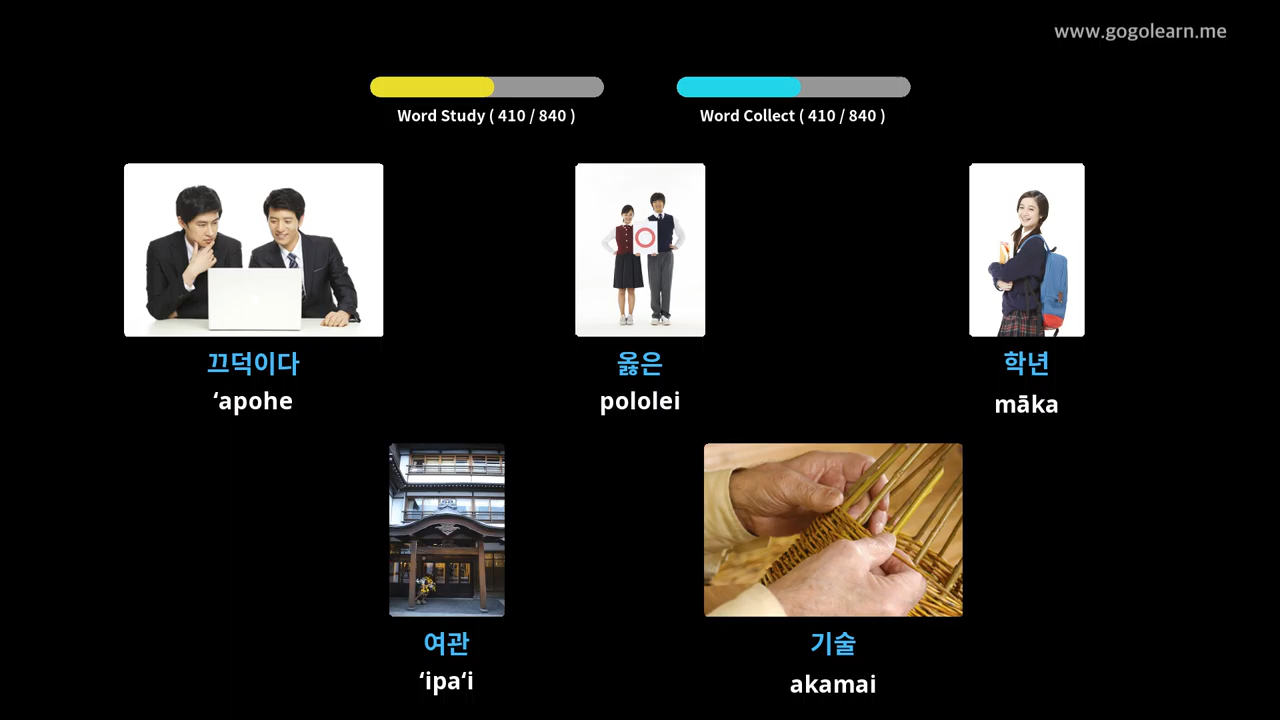 www.gogolearn.me
Word Study ( 410 / 840 )
Word Collect ( 410 / 840 )
끄덕이다
ʻapohe
옳은
pololei
학년
māka
여관
ʻipaʻi
기술
akamai